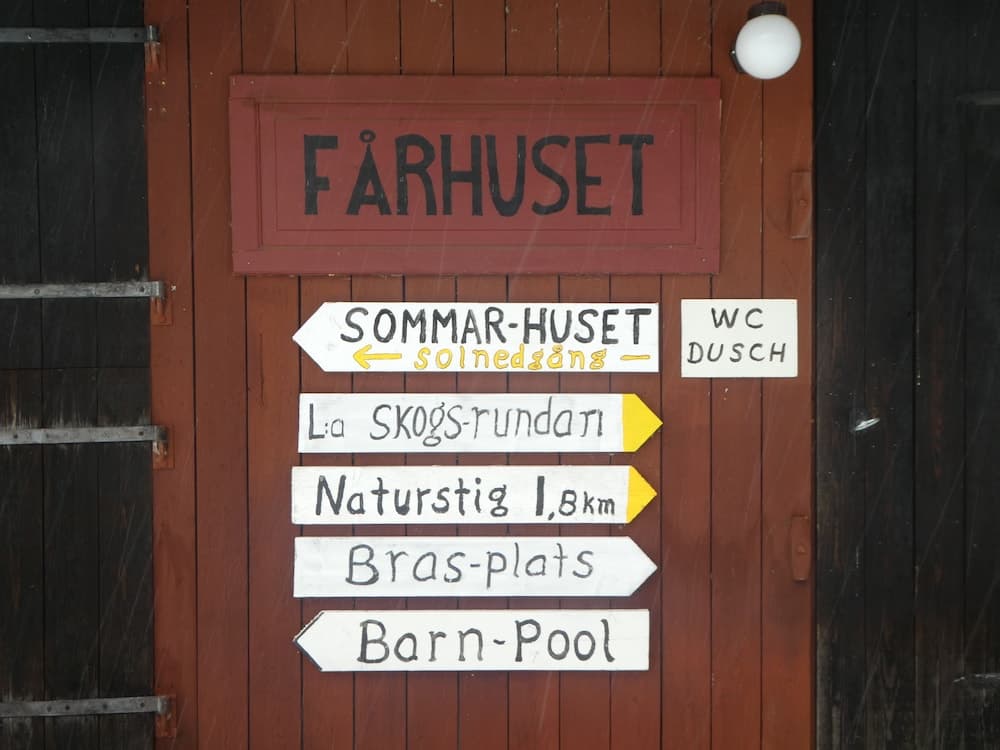 FÅRHUSET
SOMMAR-HUSET
← solnedgång —
WC
DUSCH
L:a SKogs-rundan
Naturstig 1,8km
Bras-plats
Barn-Pool